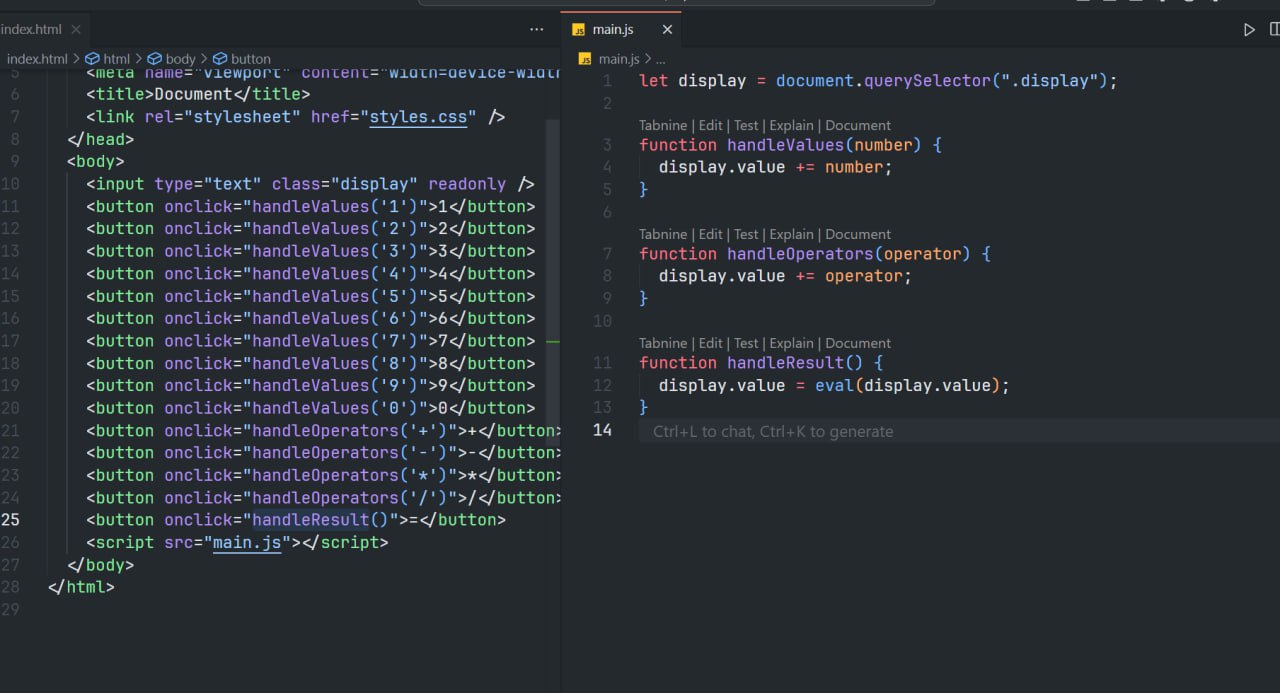 index.html
index.html > html > body > button
5 <meta name="viewport" content="width=device-width
6 <title>Document</title>
7 <link rel="stylesheet" href="styles.css" />
8 </head>
9 <body>
10 <input type="text" class="display" readonly />
11 <button onclick="handleValues('1')">1</button>
12 <button onclick="handleValues('2')">2</button>
13 <button onclick="handleValues('3')">3</button>
14 <button onclick="handleValues('4')">4</button>
15 <button onclick="handleValues('5')">5</button>
16 <button onclick="handleValues('6')">6</button>
17 <button onclick="handleValues('7')">7</button>
18 <button onclick="handleValues('8')">8</button>
19 <button onclick="handleValues('9')">9</button>
20 <button onclick="handleValues('0')">0</button>
21 <button onclick="handleOperators('+')">+</button>
22 <button onclick="handleOperators('-')">-</button>
23 <button onclick="handleOperators('*')">*</button>
24 <button onclick="handleOperators('/')">/</button>
25 <button onclick="handleResult()">=</button>
26 <script src="main.js"></script>
27 </body>
28 </html>
29
JS main.js
JS main.js > ...
1 let display = document.querySelector(".display");
2
Tabnine | Edit | Test | Explain | Document
3 function handleValues(number) {
4 display.value += number;
5 }
6
Tabnine | Edit | Test | Explain | Document
7 function handleOperators(operator) {
8 display.value += operator;
9 }
10
Tabnine | Edit | Test | Explain | Document
11 function handleResult() {
12 display.value = eval(display.value);
13 }
14 Ctrl+L to chat, Ctrl+K to generate